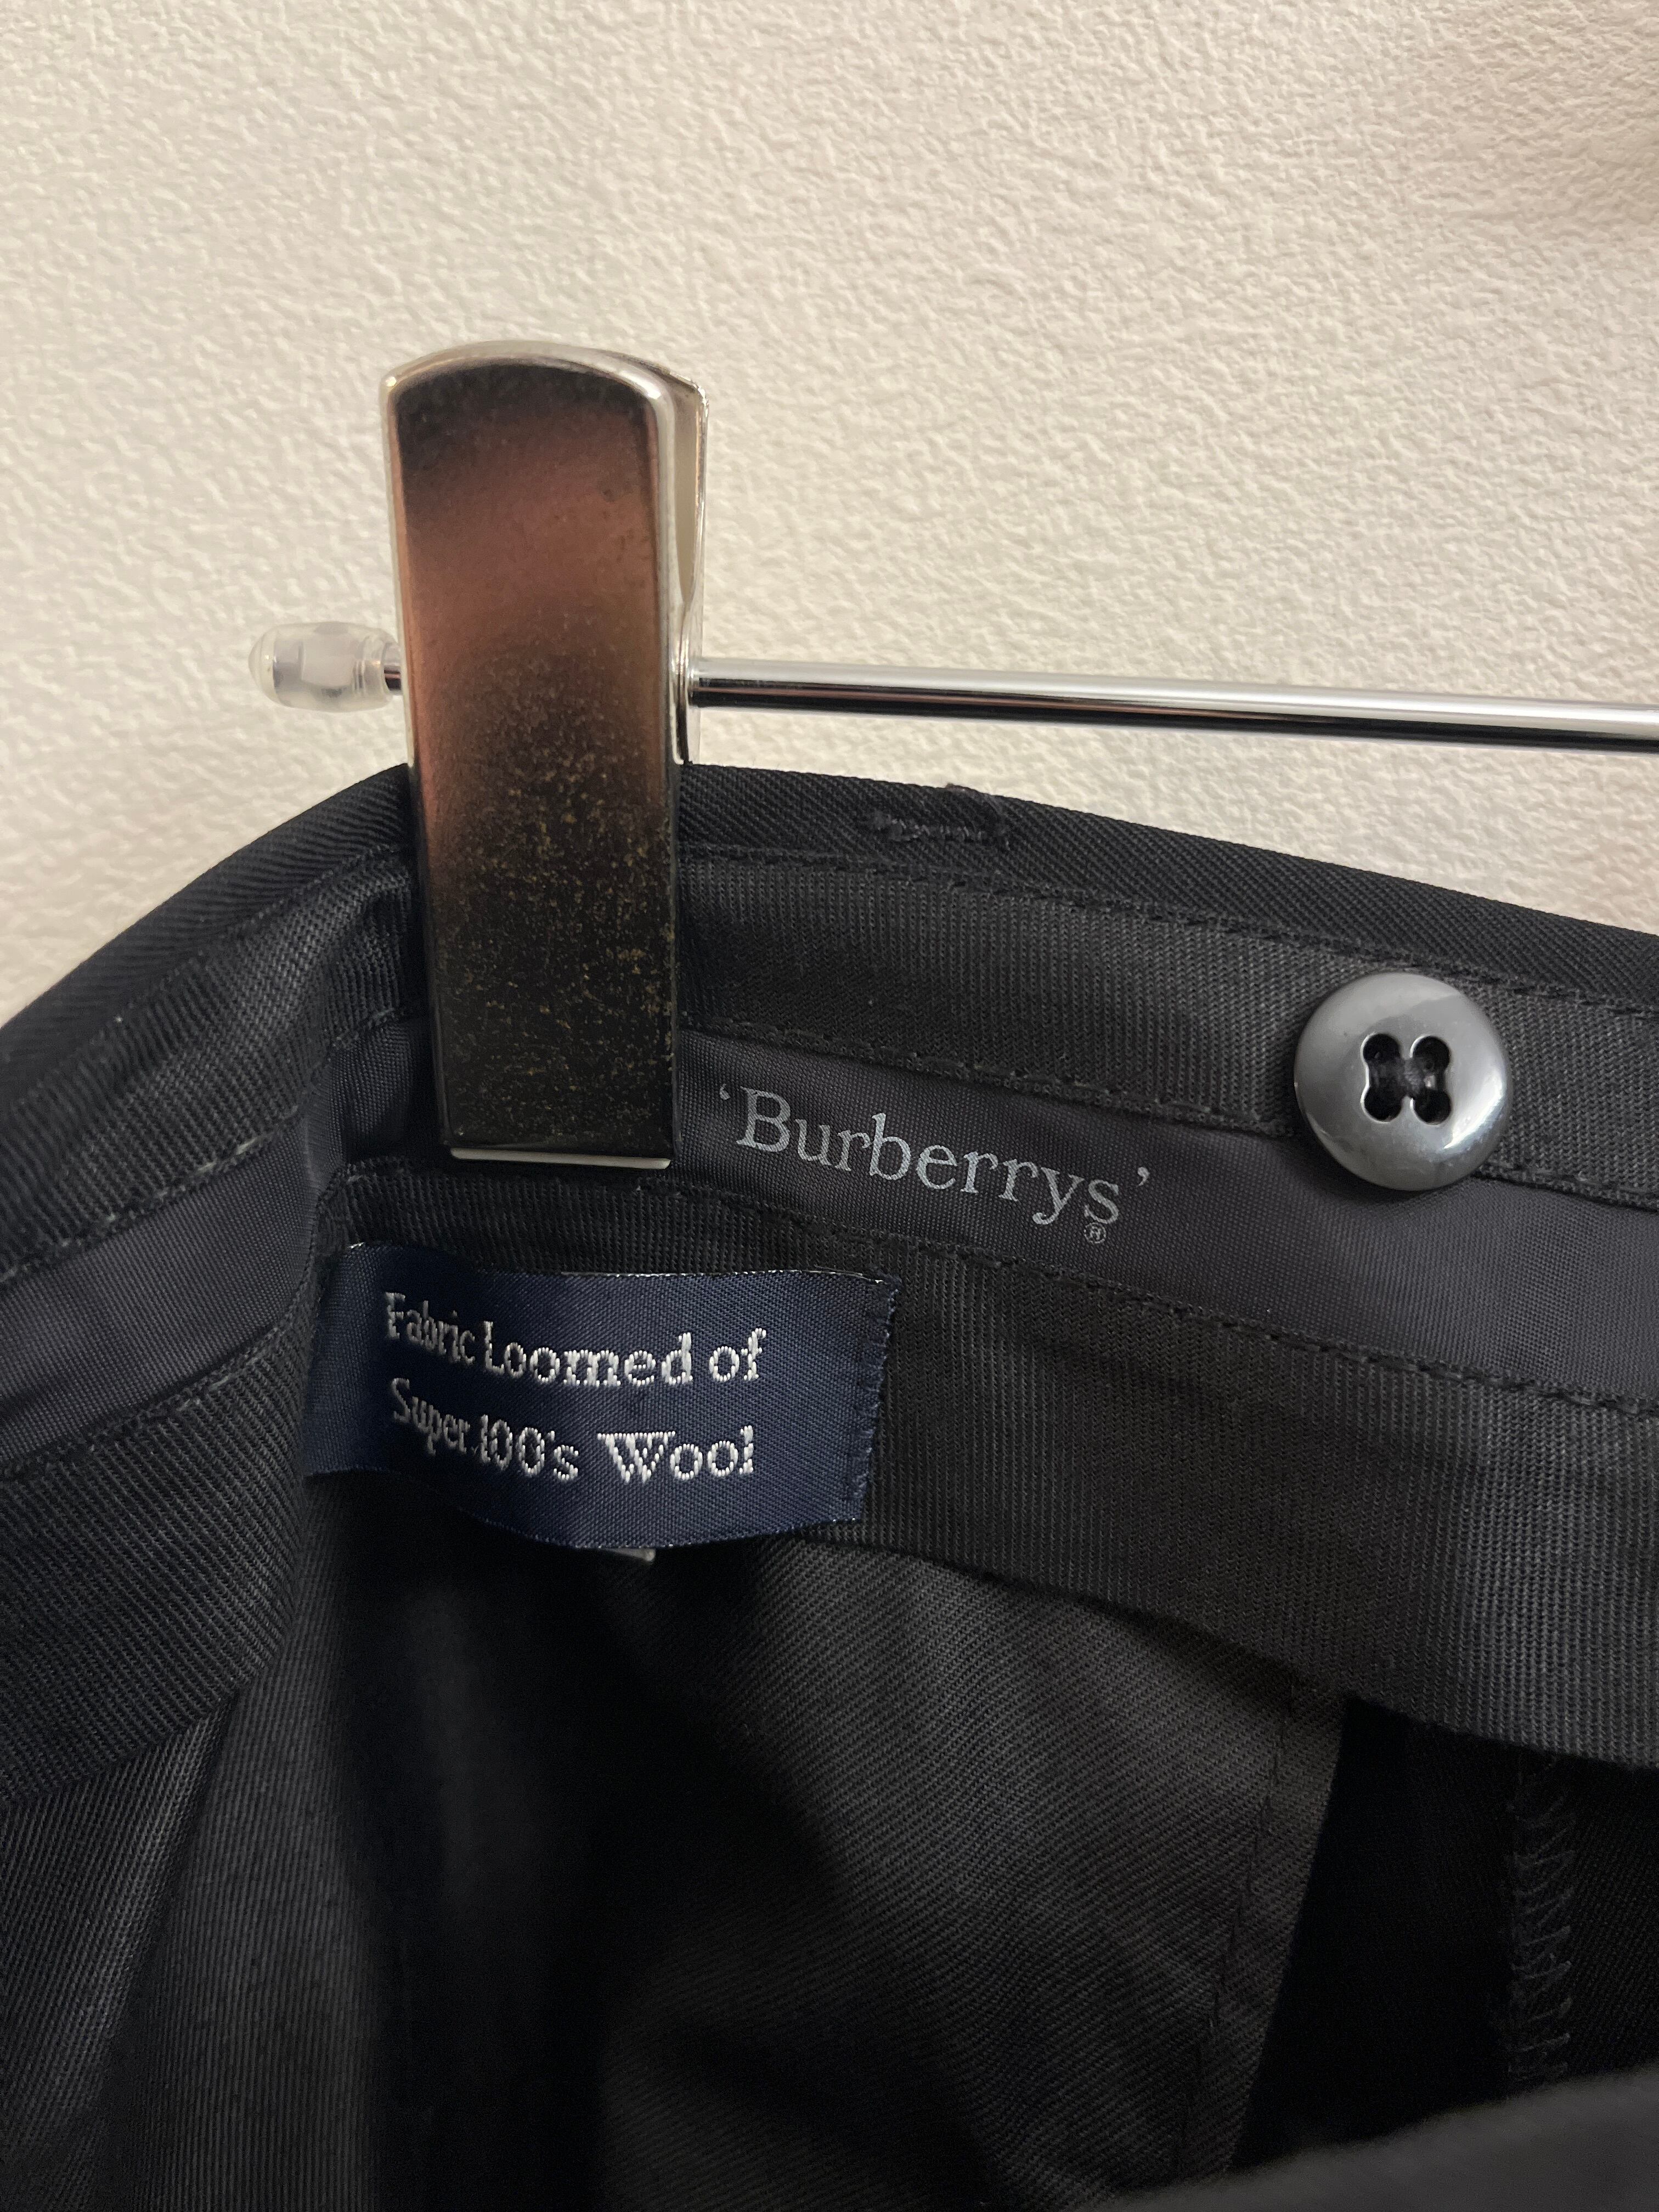 ‘Burberrys’®
Fabric Loomed of
Super 100's Wool